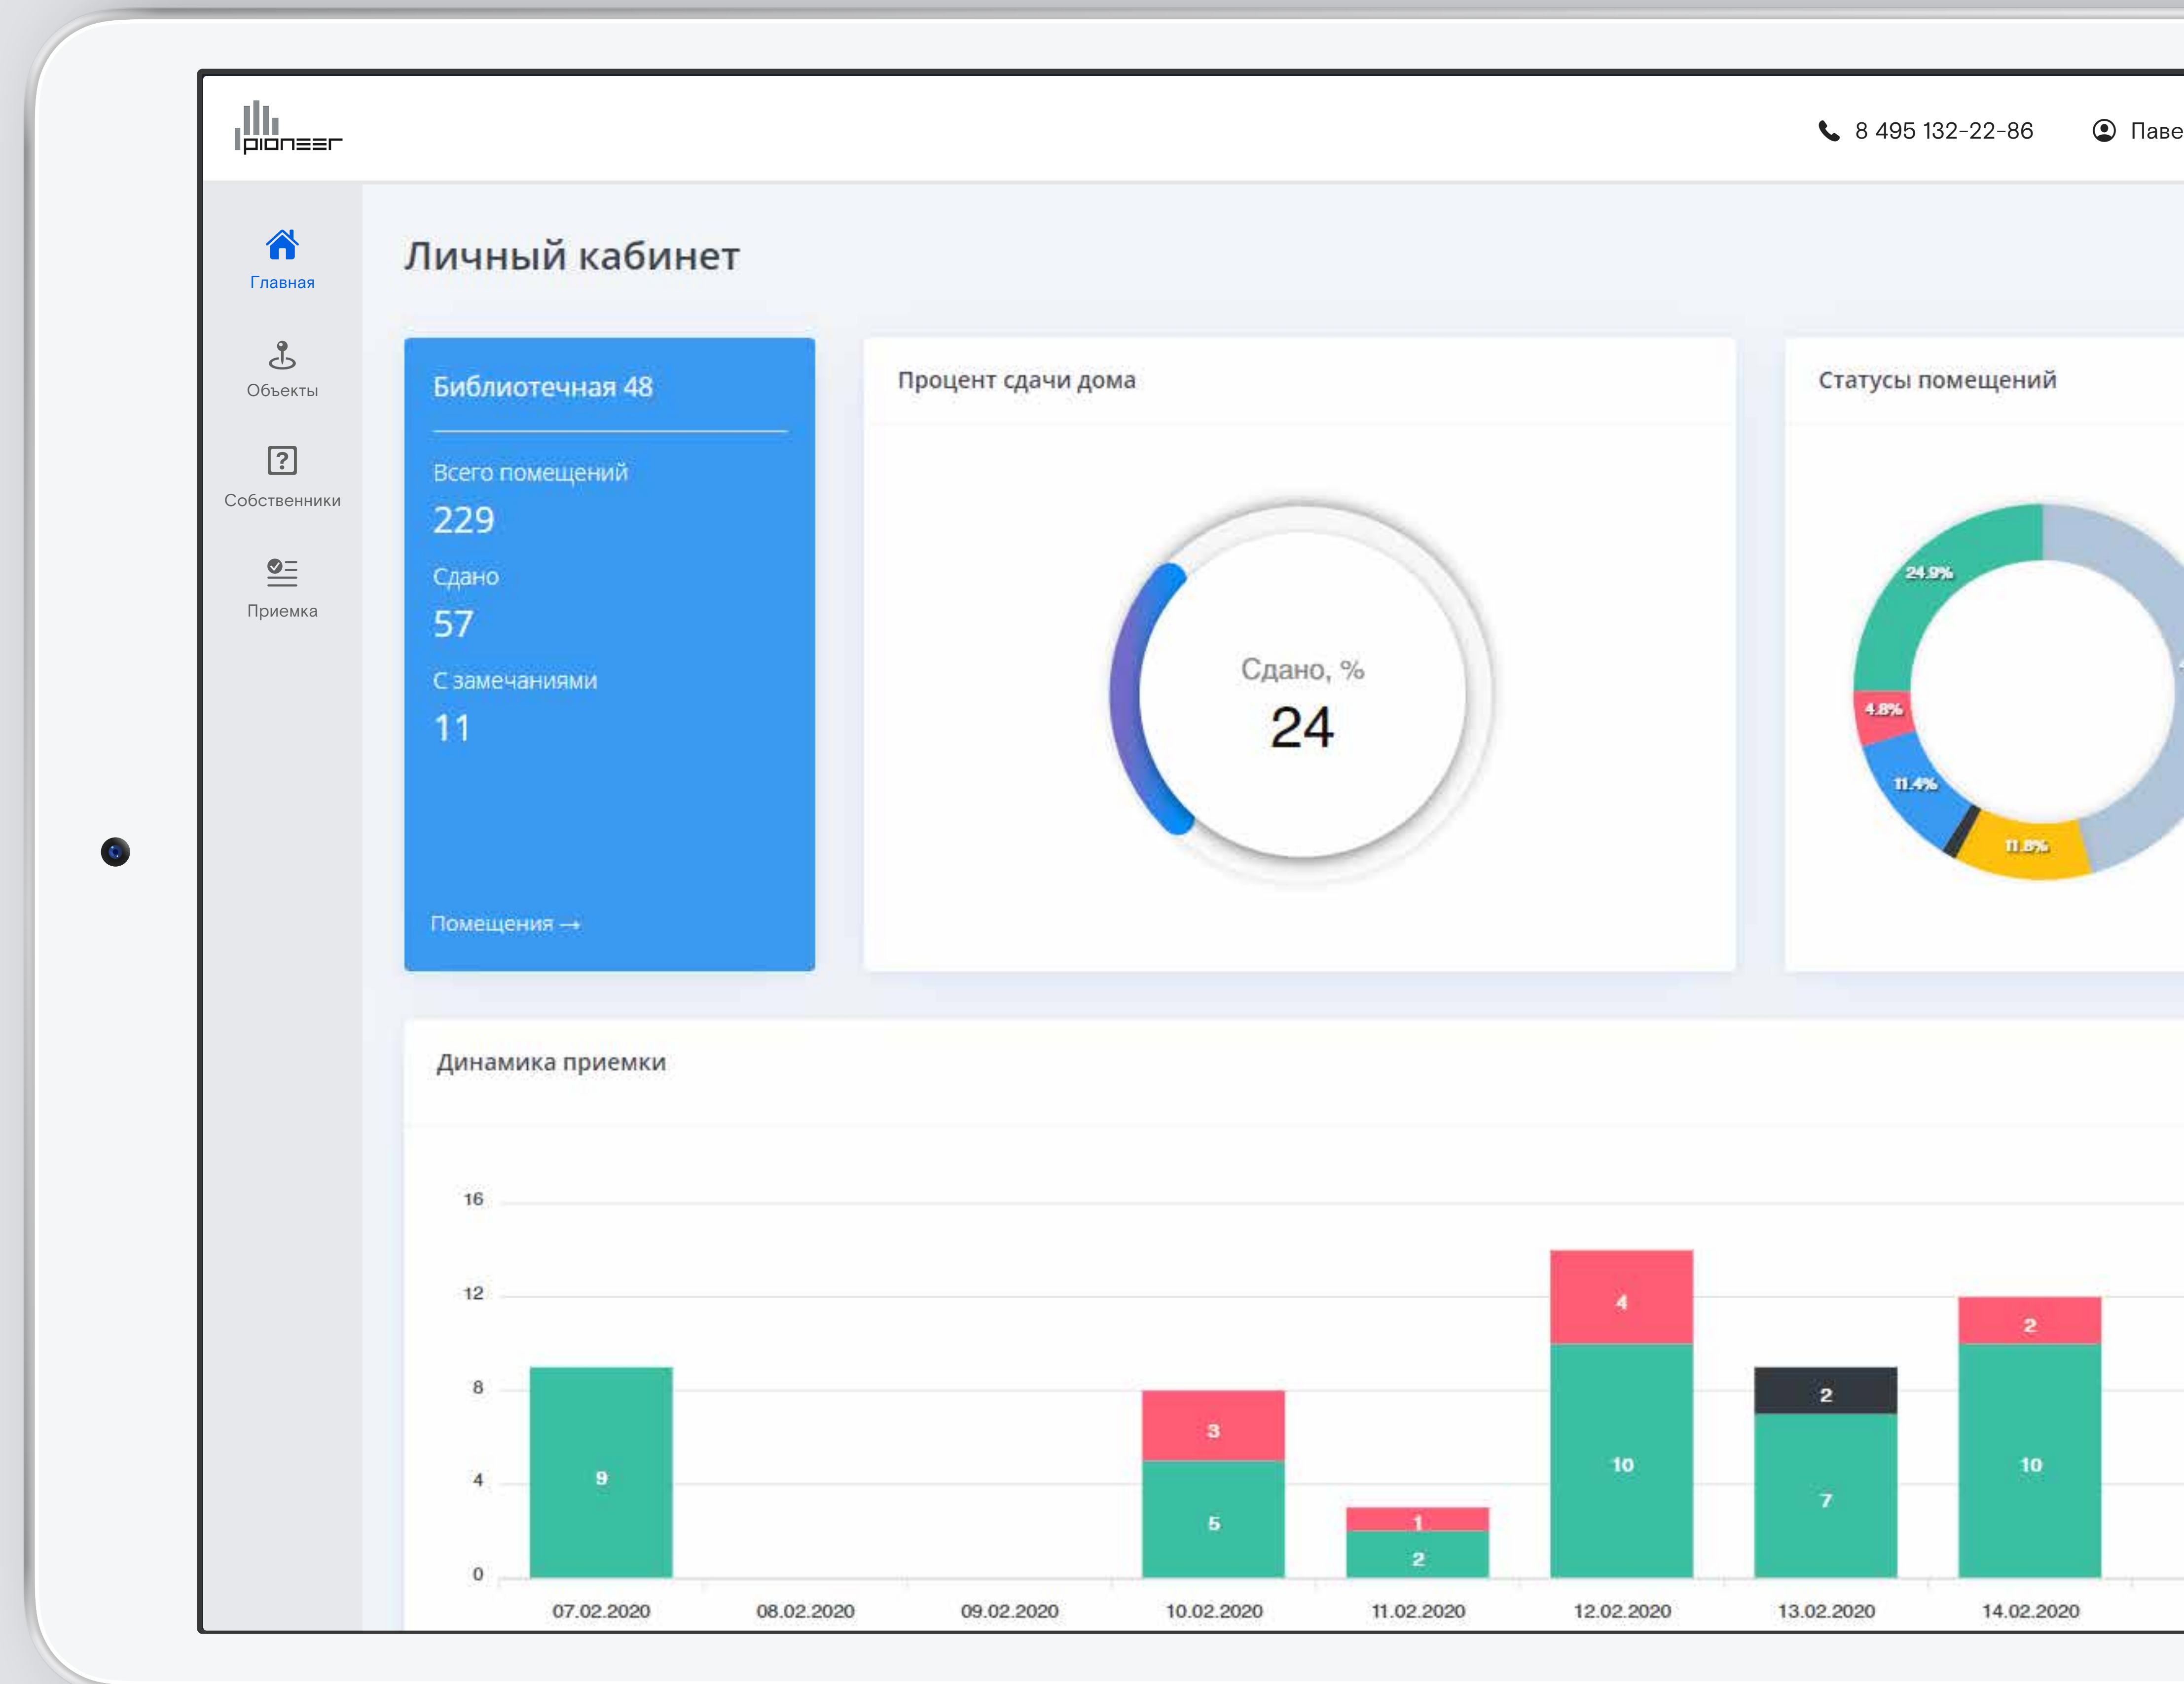 pioneer
8 495 132-22-86
Паве
Главная
Объекты
Собственники
Приемка
Личный кабинет
Библиотечная 48
Всего помещений
229
Сдано
57
С замечаниями
11
Помещения →
Процент сдачи дома
Сдано, %
24
Статусы помещений
24.9%
4.8%
11.4%
11.8%
Динамика приемки
16
12
8
4
0
9
3
5
1
2
4
10
2
7
2
10
07.02.2020
08.02.2020
09.02.2020
10.02.2020
11.02.2020
12.02.2020
13.02.2020
14.02.2020